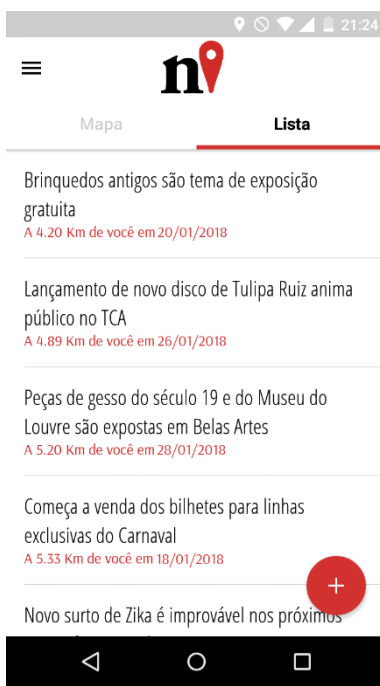 21:24
n
Mapa
Lista
Brinquedos antigos são tema de exposição
gratuita
A 4.20 Km de você em 20/01/2018
Lançamento de novo disco de Tulipa Ruiz anima
público no TCA
A 4.89 Km de você em 26/01/2018
Peças de gesso do século 19 e do Museu do
Louvre são expostas em Belas Artes
A 5.20 Km de você em 28/01/2018
Começa a venda dos bilhetes para linhas
exclusivas do Carnaval
A 5.33 Km de você em 18/01/2018
Novo surto de Zika é improvável nos próximos